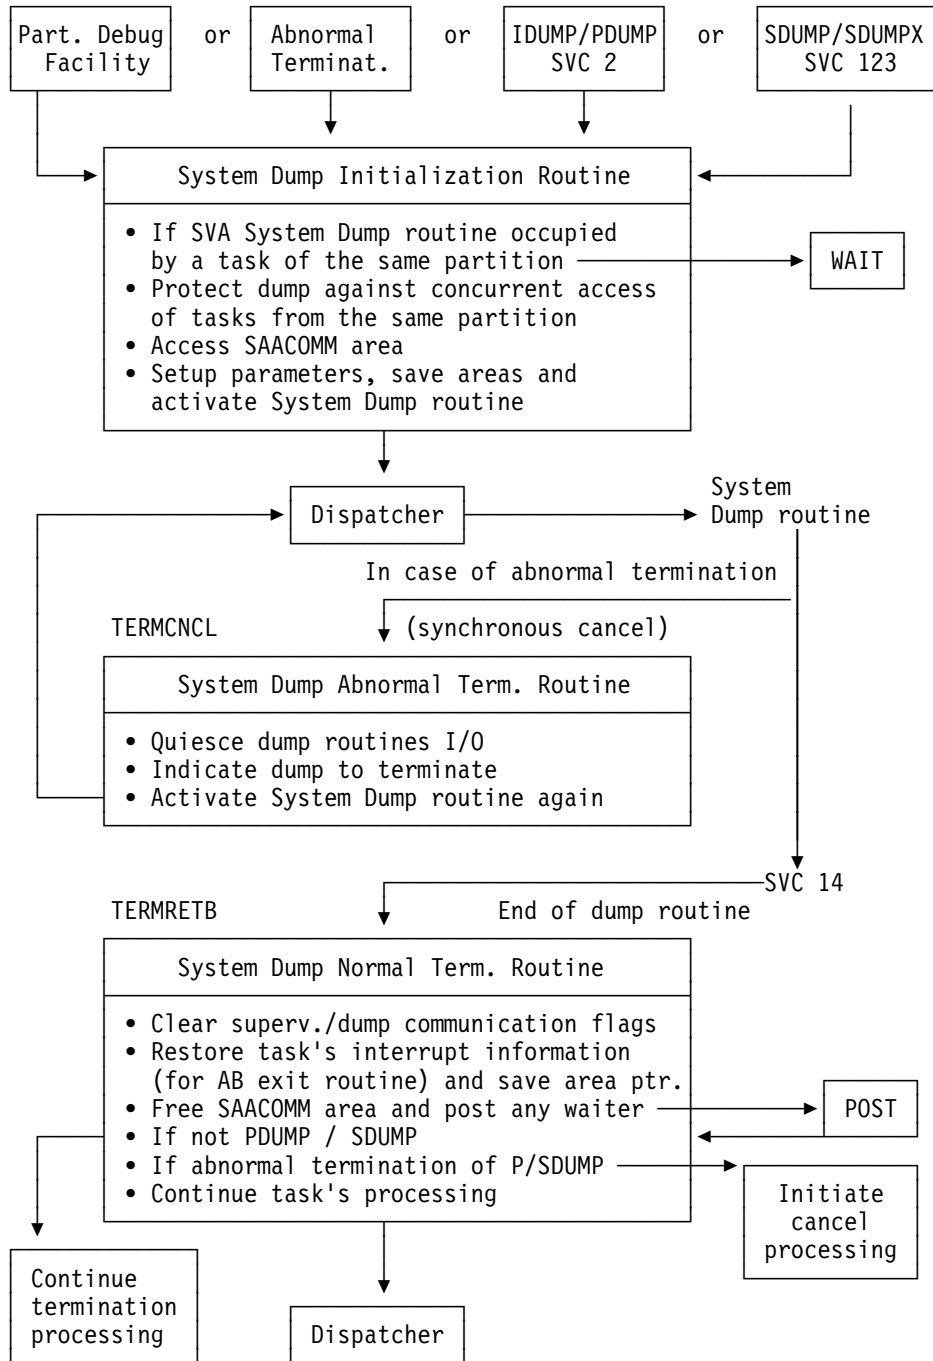 Part. Debug or Abnormal or IDUMP/PDUMP or SDUMP/SDUMPX
Facility Terminat. SVC 2 SVC 123
System Dump Initialization Routine
• If SVA System Dump routine occupied
by a task of the same partition WAIT
• Protect dump against concurrent access
of tasks from the same partition
• Access SAACOMM area
• Setup parameters, save areas and
activate System Dump routine
System
Dispatcher Dump routine
In case of abnormal termination
TERMCNCL (synchronous cancel)
System Dump Abnormal Term. Routine
• Quiesce dump routines I/O
• Indicate dump to terminate
• Activate System Dump routine again
SVC 14
TERMRETB End of dump routine
System Dump Normal Term. Routine
• Clear superv./dump communication flags
• Restore task's interrupt information
(for AB exit routine) and save area ptr.
• Free SAACOMM area and post any waiter POST
• If not PDUMP / SDUMP
• If abnormal termination of P/SDUMP
• Continue task's processing Initiate
cancel
processing
Continue
termination
processing Dispatcher